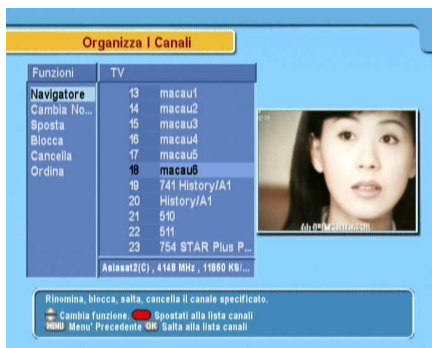 Organizza I Canali
Funzioni
TV
Navigatore
Cambia No...
Sposta
Blocca
Cancella
Ordina
13 macau1
14 macau2
15 macau3
16 macau4
17 macau5
18 macau6
19 741 History/A1
20 History/A1
21 510
22 511
23 754 STAR Plus P...
Asiasat2(C) , 4148 MHz , 11850 KS/...
Rinomina, blocca, salta, cancella il canale specificato.
Cambia funzione. Spostati alla lista canali
MENU Menu' Precedente OK Salta alla lista canali